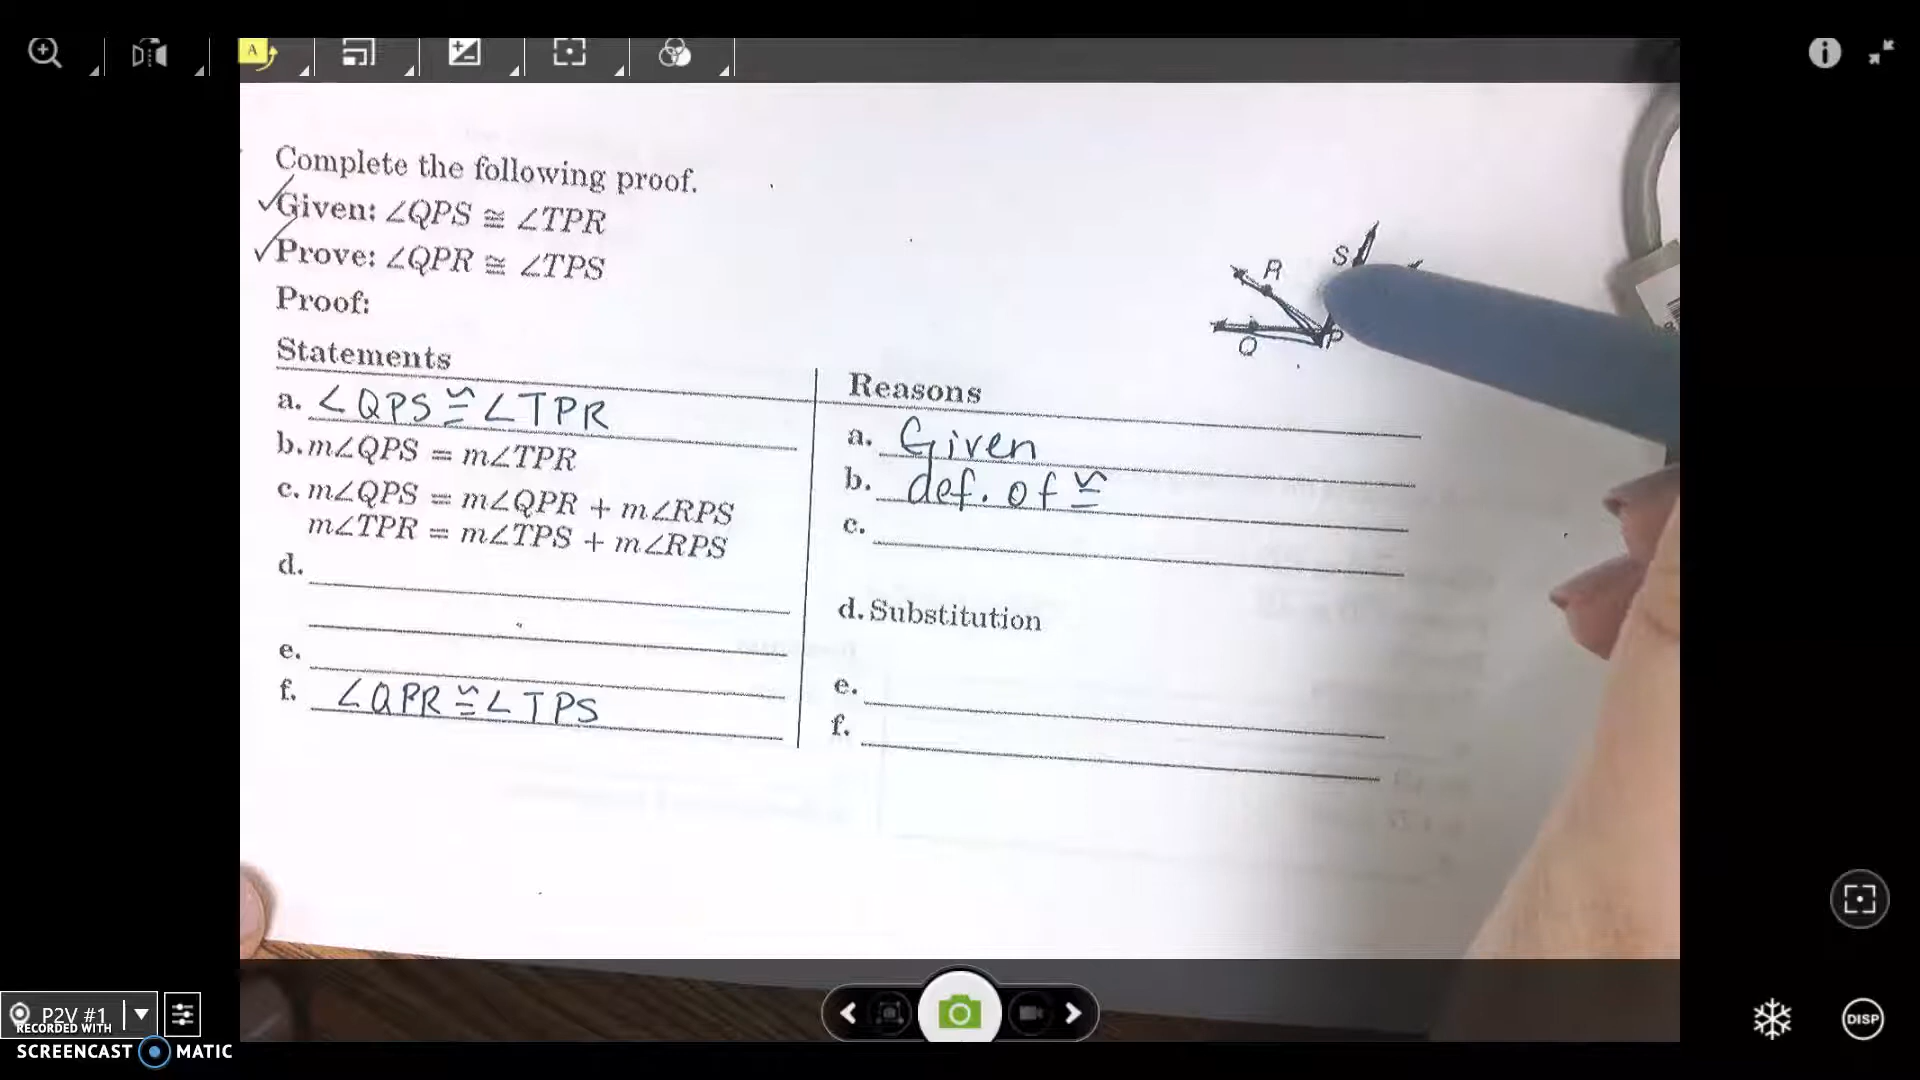 A
Complete the following proof.
Given: ∠QPS ≅ ∠TPR
Prove: ∠QPR ≅ ∠TPS
Proof:
R
S
Q
P
Statements
Reasons
a. ∠QPS ≅ ∠TPR
a. Given
b. m∠QPS = m∠TPR
b. def. of ≅
c. m∠QPS = m∠QPR + m∠RPS
m∠TPR = m∠TPS + m∠RPS
c.
d.
d. Substitution
e.
e.
f. ∠QPR ≅ ∠TPS
f.
P2V #1
RECORDED WITH
SCREENCAST MATIC
DISP